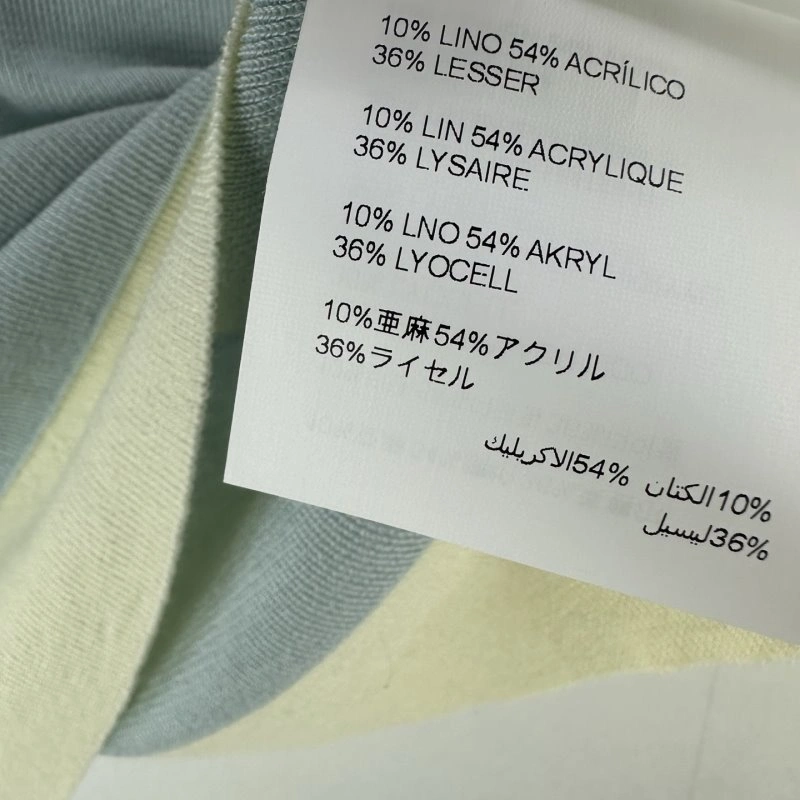 10% LINO 54% ACRÍLICO
36% LESSER
10% LIN 54% ACRYLIQUE
36% LYSAIRE
10% LNO 54% AKRYL
36% LYOCELL
10%亜麻54%アクリル
36%ライセル
10%الكتان 54%الاكريليك
36%ليسيل